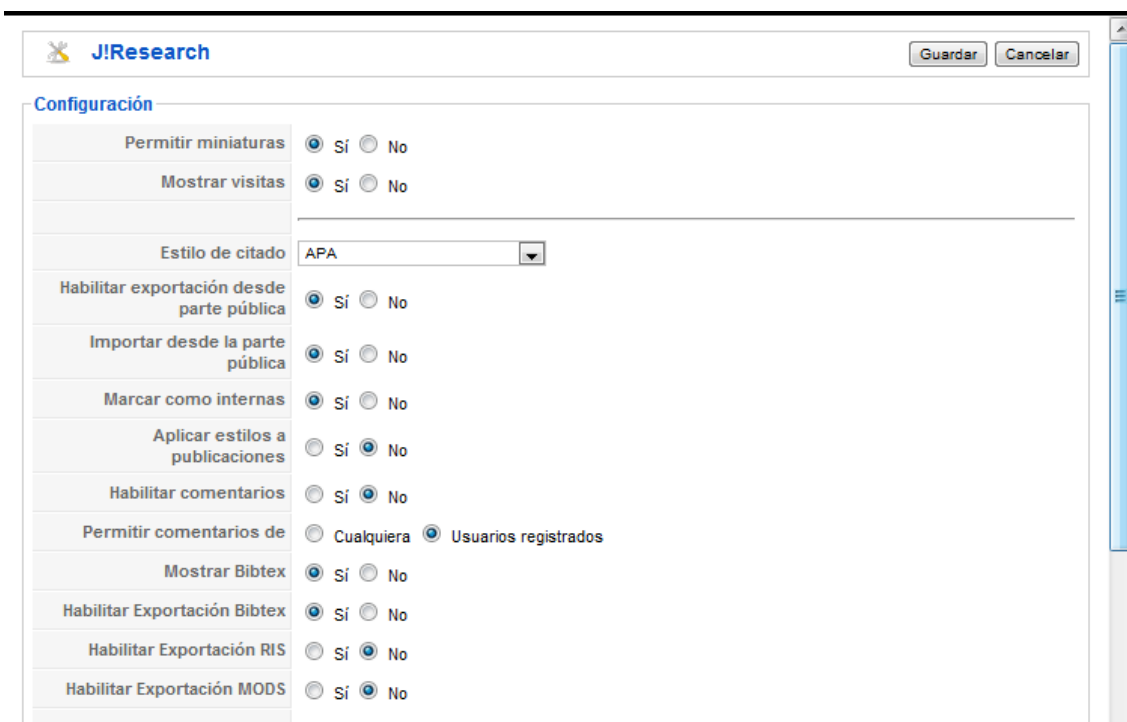 J!Research
Guardar Cancelar
Configuración
Permitir miniaturas Sí No
Mostrar visitas Sí No
Estilo de citado APA
Habilitar exportación desde
parte pública Sí No
Importar desde la parte
pública Sí No
Marcar como internas Sí No
Aplicar estilos a
publicaciones Sí No
Habilitar comentarios Sí No
Permitir comentarios de Cualquiera Usuarios registrados
Mostrar Bibtex Sí No
Habilitar Exportación Bibtex Sí No
Habilitar Exportación RIS Sí No
Habilitar Exportación MODS Sí No